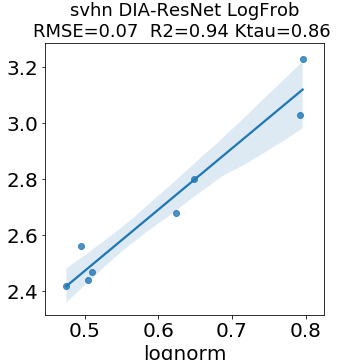 svhn DIA-ResNet LogFrob
RMSE=0.07 R2=0.94 Ktau=0.86
3.2
3.0
2.8
2.6
2.4
0.5 0.6 0.7 0.8
lognorm